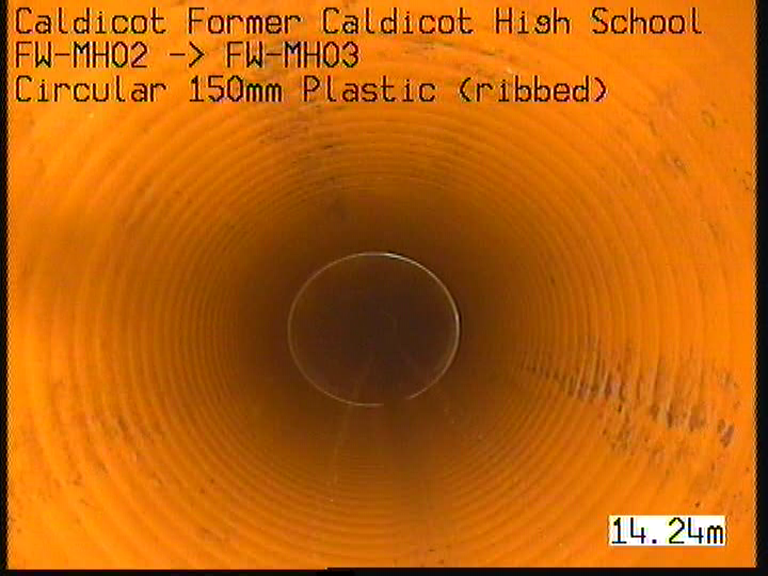 Caldicot Former Caldicot High School
FW-MH02 -> FW-MH03
Circular 150mm Plastic (ribbed)
14.24m